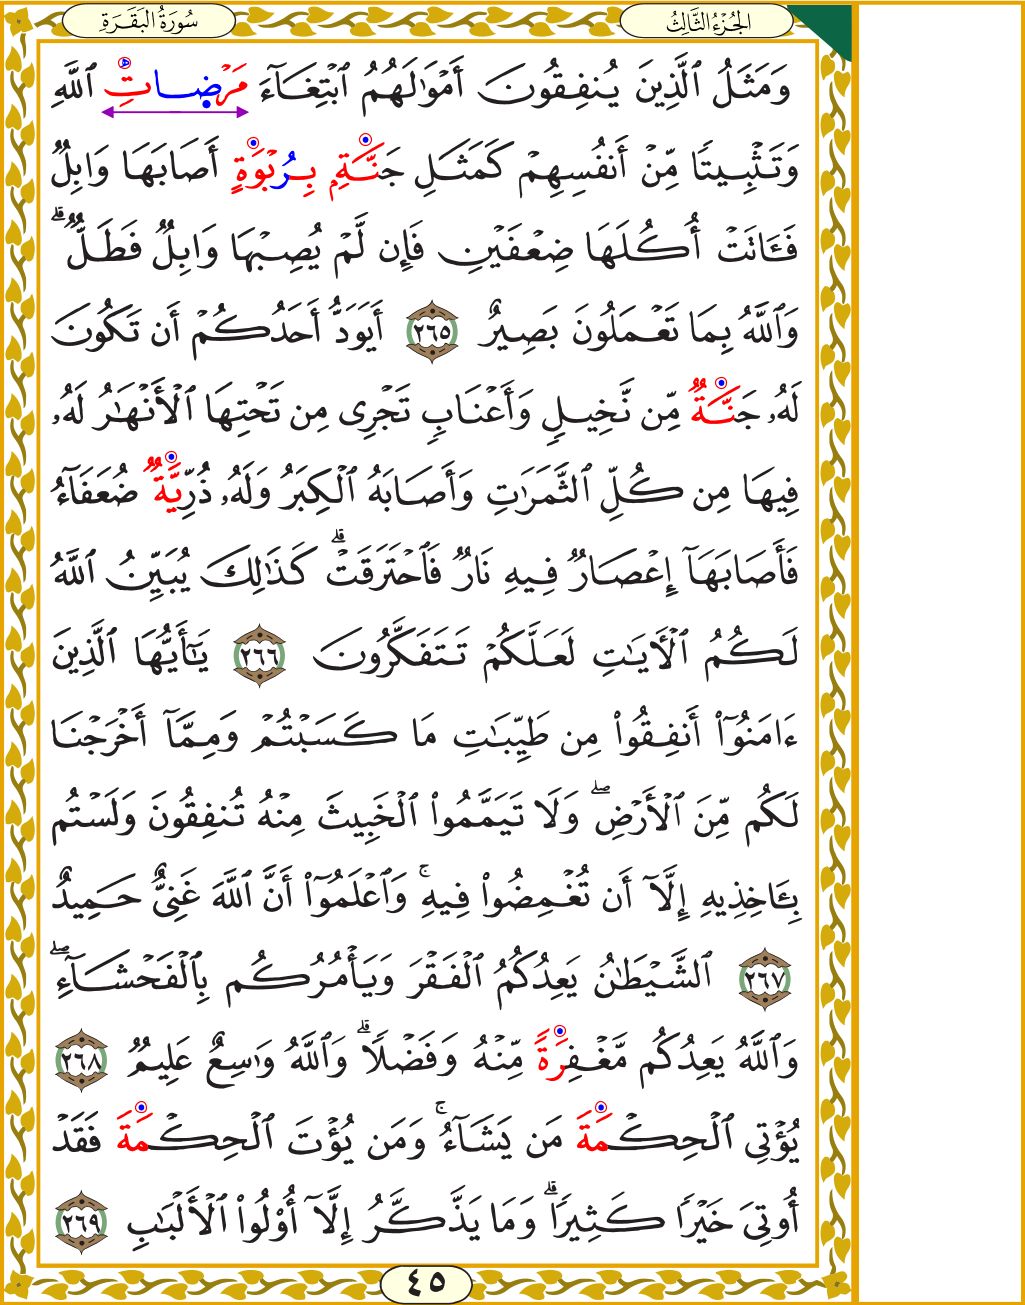 سُورَةُ الْبَقَرَةِ
الجُزْءُ الثَّالِثُ
وَمَثَلُ ٱلَّذِينَ يُنفِقُونَ أَمْوَٰلَهُمُ ٱبْتِغَآءَ مَرْضَاتِ ٱللَّهِ
وَتَثْبِيتًا مِّنْ أَنفُسِهِمْ كَمَثَلِ جَنَّةٍۭ بِرُبْوَةٍ أَصَابَهَا وَابِلٌ
فَـَٔاتَتْ أُكُلَهَا ضِعْفَيْنِ فَإِن لَّمْ يُصِبْهَا وَابِلٌ فَطَلٌّ ۗ
وَٱللَّهُ بِمَا تَعْمَلُونَ بَصِيرٌ ٢٦٥ أَيَوَدُّ أَحَدُكُمْ أَن تَكُونَ
لَهُۥ جَنَّةٌ مِّن نَّخِيلٍ وَأَعْنَابٍ تَجْرِى مِن تَحْتِهَا ٱلْأَنْهَٰرُ لَهُۥ
فِيهَا مِن كُلِّ ٱلثَّمَرَٰتِ وَأَصَابَهُ ٱلْكِبَرُ وَلَهُۥ ذُرِّيَّةٌ ضُعَفَآءُ
فَأَصَابَهَآ إِعْصَارٌ فِيهِ نَارٌ فَٱحْتَرَقَتْ ۗ كَذَٰلِكَ يُبَيِّنُ ٱللَّهُ
لَكُمُ ٱلْـَٔايَٰتِ لَعَلَّكُمْ تَتَفَكَّرُونَ ٢٦٦ يَٰٓأَيُّهَا ٱلَّذِينَ
ءَامَنُوٓا۟ أَنفِقُوا۟ مِن طَيِّبَٰتِ مَا كَسَبْتُمْ وَمِمَّآ أَخْرَجْنَا
لَكُم مِّنَ ٱلْأَرْضِ ۖ وَلَا تَيَمَّمُوا۟ ٱلْخَبِيثَ مِنْهُ تُنفِقُونَ وَلَسْتُم
بِـَٔاخِذِيهِ إِلَّآ أَن تُغْمِضُوا۟ فِيهِ ۚ وَٱعْلَمُوٓا۟ أَنَّ ٱللَّهَ غَنِىٌّ حَمِيدٌ
٢٦٧ ٱلشَّيْطَٰنُ يَعِدُكُمُ ٱلْفَقْرَ وَيَأْمُرُكُم بِٱلْفَحْشَآءِ ۖ
وَٱللَّهُ يَعِدُكُم مَّغْفِرَةً مِّنْهُ وَفَضْلًا ۗ وَٱللَّهُ وَٰسِعٌ عَلِيمٌ ٢٦٨
يُؤْتِى ٱلْحِكْمَةَ مَن يَشَآءُ ۚ وَمَن يُؤْتَ ٱلْحِكْمَةَ فَقَدْ
أُوتِىَ خَيْرًا كَثِيرًا ۗ وَمَا يَذَّكَّرُ إِلَّآ أُو۟لُوا۟ ٱلْأَلْبَٰبِ ٢٦٩
٤٥